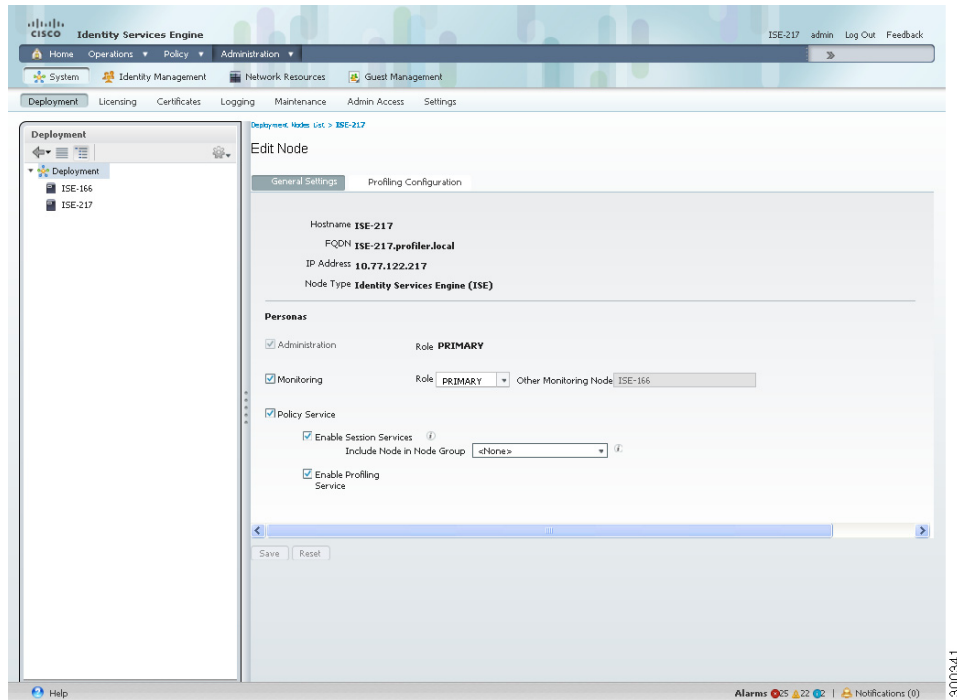 CISCO Identity Services Engine
ISE-217 admin Log Out Feedback
Home Operations Policy Administration
System Identity Management Network Resources Guest Management
Deployment Licensing Certificates Logging Maintenance Admin Access Settings
Deployment
Deployment
ISE-166
ISE-217
Deployment Nodes List > ISE-217
Edit Node
General Settings Profiling Configuration
Hostname ISE-217
FQDN ISE-217.profiler.local
IP Address 10.77.122.217
Node Type Identity Services Engine (ISE)
Personas
Administration Role PRIMARY
Monitoring Role PRIMARY Other Monitoring Node ISE-166
Policy Service
Enable Session Services
Include Node in Node Group <None>
Enable Profiling
Service
Save Reset
Help
Alarms 25 22 2 | Notifications (0)
300941